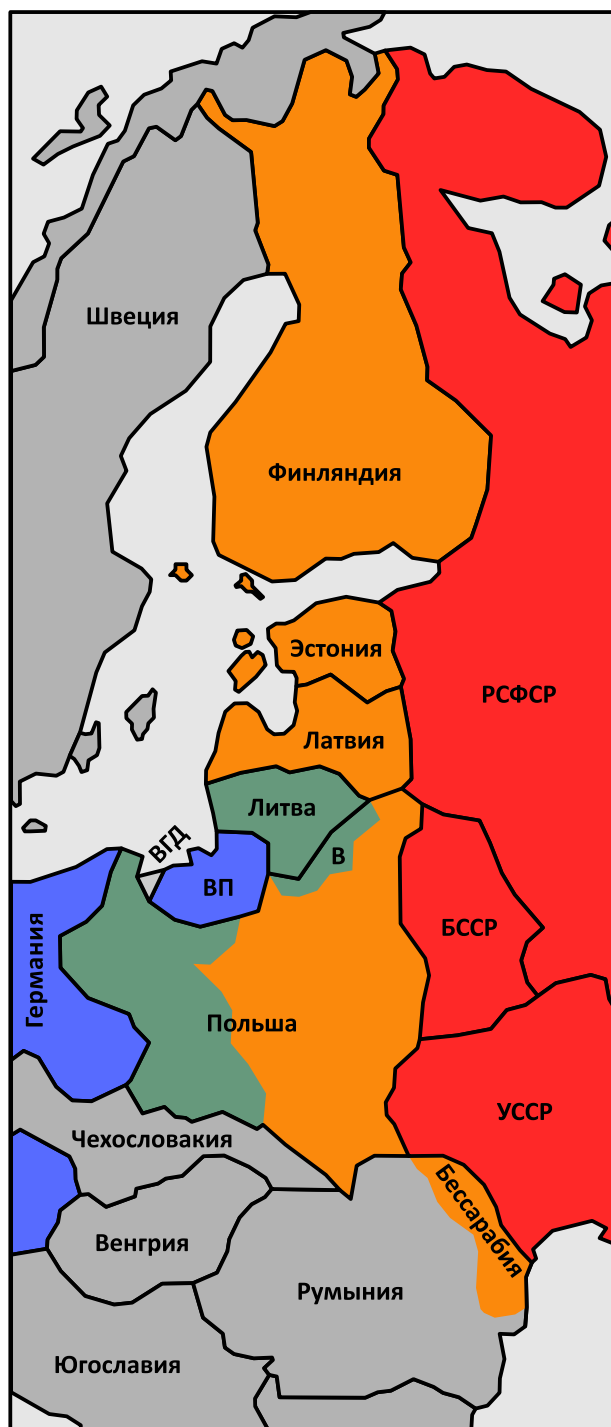 Швеция
Финляндия
Эстония
РСФСР
Латвия
Литва
ВГД
В
ВП
БССР
Германия
Польша
УССР
Чехословакия
Бессарабия
Венгрия
Румыния
Югославия